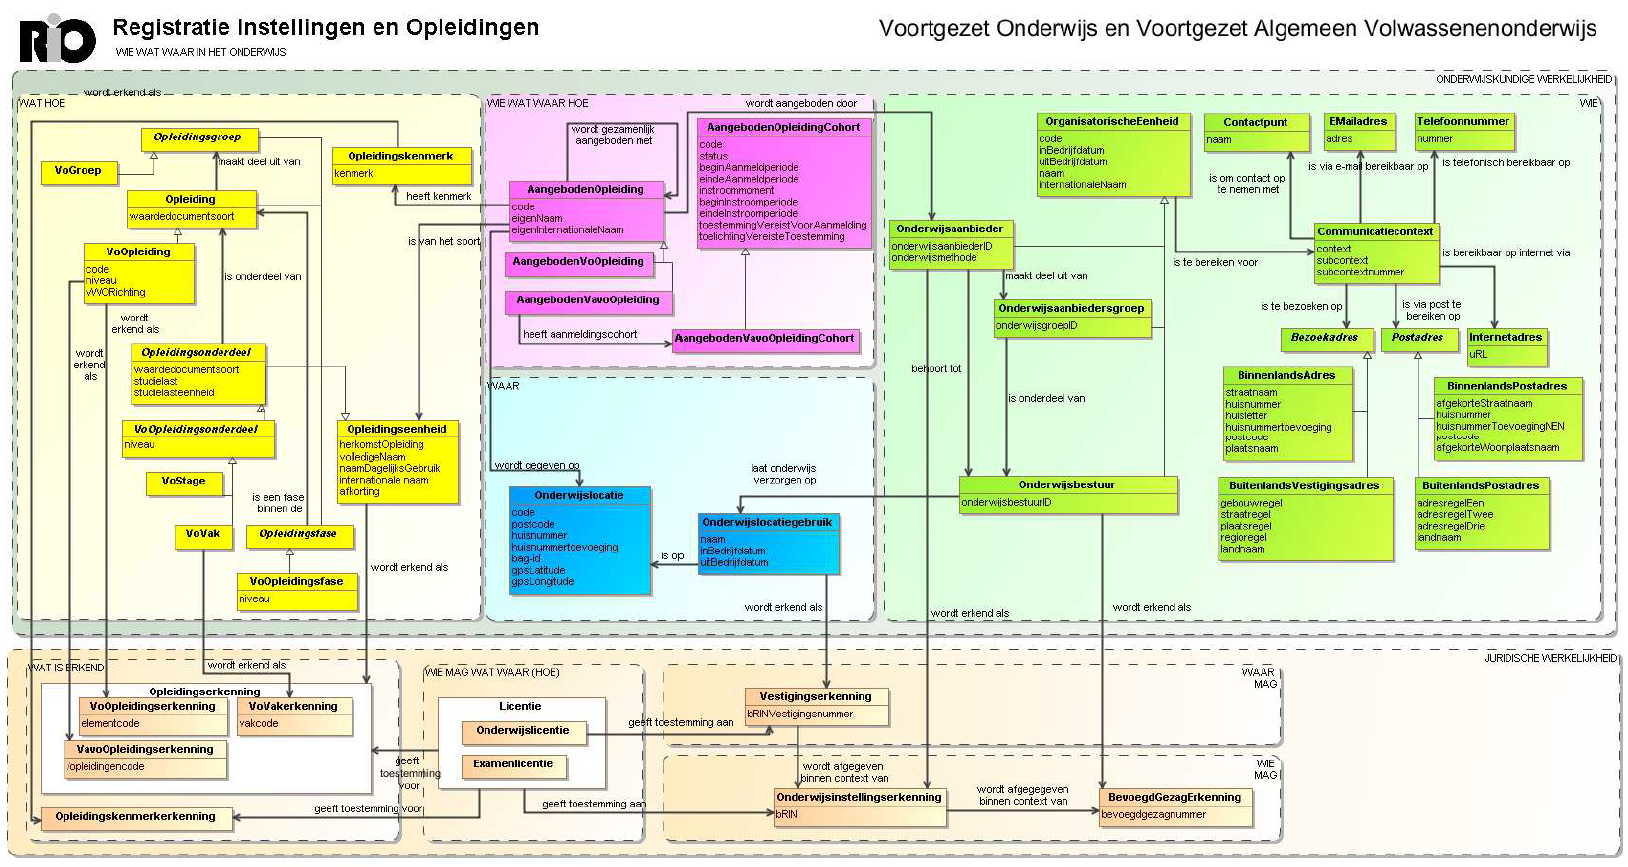 RiO
Registratie Instellingen en Opleidingen
WIE WAT WAAR IN HET ONDERWIJS
Voortgezet Onderwijs en Voortgezet Algemeen Volwassenenonderwijs
ONDERWIJSKUNDIGE WERKELIJKHEID
wordt erkend als
WAT HOE
Opleidingsgroep
maakt deel uit van
VoGroep
Opleidingskenmerk
kenmerk
heeft kenmerk
Opleiding
waardedocumentsoort
is van het soort
VoOpleiding
code
niveau
VWORichting
is onderdeel van
wordt
erkend als
wordt
erkend
als
Opleidingsonderdeel
waardedocumentsoort
studielast
studielasteenheid
VoOpleidingsonderdeel
niveau
Opleidingseenheid
herkomstOpleiding
volledigeNaam
naamDagelijksGebruik
internationale naam
afkorting
VoStage
is een fase
binnen de
VoVak
Opleidingsfase
VoOpleidingsfase
niveau
wordt erkend als
WIE WAT WAAR HOE
wordt aangeboden door
wordt gezamenlijk
aangeboden met
AangebodenOpleidingCohort
code
status
beginAanmeldperiode
eindeAanmeldperiode
instroommoment
beginInstroomperiode
eindeInstroomperiode
toestemmingVereistVoorAanmelding
toelichtingVereisteToestemming
AangebodenOpleiding
code
eigenNaam
eigenInternationaleNaam
AangebodenVoOpleiding
AangebodenVavoOpleiding
heeft aanmeldingscohort
AangebodenVavoOpleidingCohort
WAAR
wordt gegeven op
laat onderwijs
verzorgen op
Onderwijslocatie
code
postcode
huisnummer
huisnummertoevoeging
bag-id
gpsLatitude
gpsLongitude
Onderwijslocatiegebruik
naam
inBedrijfdatum
uitBedrijfdatum
is op
wordt erkend als
WIE
OrganisatorischeEenheid
code
inBedrijfdatum
uitBedrijfdatum
naam
internationaleNaam
Contactpunt
naam
EMailadres
adres
Telefoonnummer
nummer
is om contact op
te nemen met
is via e-mail bereikbaar op
is telefonisch bereikbaar op
Onderwijsaanbieder
onderwijsaanbiederID
onderwijsmethode
Communicatiecontext
context
subcontext
subcontextnummer
is te bereiken voor
is bereikbaar op internet via
maakt deel uit van
Onderwijsaanbiedersgroep
onderwijsgroepID
is te bezoeken op
is via post te
bereiken op
Bezoekadres
Postadres
Internetadres
uRL
behoort tot
is onderdeel van
BinnenlandsAdres
straatnaam
huisnummer
huisletter
huisnummertoevoeging
postcode
plaatsnaam
BinnenlandsPostadres
afgekorteStraatnaam
huisnummer
huisnummerToevoegingNEN
postcode
afgekorteWoonplaatsnaam
Onderwijsbestuur
onderwijsbestuurID
BuitenlandsVestigingsadres
gebouwregel
straatregel
plaatsregel
regioregel
landnaam
BuitenlandsPostadres
adresregelEen
adresregelTwee
adresregelDrie
landnaam
wordt erkend als
wordt erkend als
JURIDISCHE WERKELIJKHEID
WAT IS ERKEND
wordt erkend als
Opleidingserkenning
VoOpleidingserkenning
elementcode
VoVakerkenning
vakcode
VavoOpleidingserkenning
/opleidingencode
Opleidingskenmerkerkenning
WIE MAG WAT WAAR (HOE)
Licentie
Onderwijslicentie
Examenlicentie
geeft
toestemming
voor
geeft toestemming voor
geeft toestemming aan
geeft toestemming aan
WAAR
MAG
Vestigingserkenning
bRINVestigingsnummer
wordt afgegeven
binnen context van
WIE
MAG
Onderwijsinstellingserkenning
bRIN
wordt afgegegeven
binnen context van
BevoegdGezagErkenning
bevoegdgezagnummer